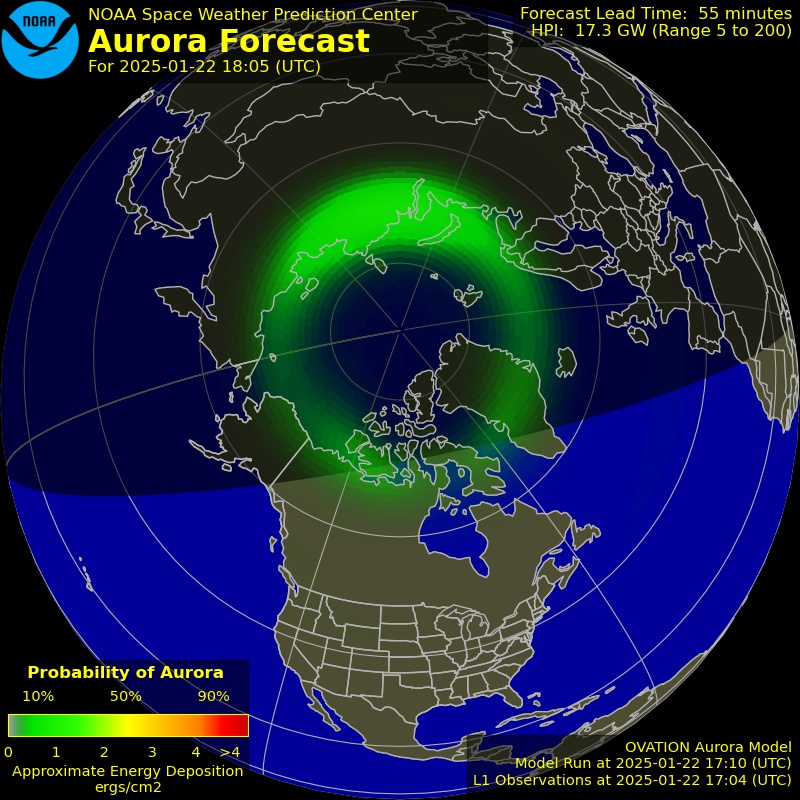 NOAA
NOAA Space Weather Prediction Center
Aurora Forecast
For 2025-01-22 18:05 (UTC)
Forecast Lead Time: 55 minutes
HPI: 17.3 GW (Range 5 to 200)
Probability of Aurora
10% 50% 90%
0 1 2 3 4 >4
Approximate Energy Deposition
ergs/cm2
OVATION Aurora Model
Model Run at 2025-01-22 17:10 (UTC)
L1 Observations at 2025-01-22 17:04 (UTC)